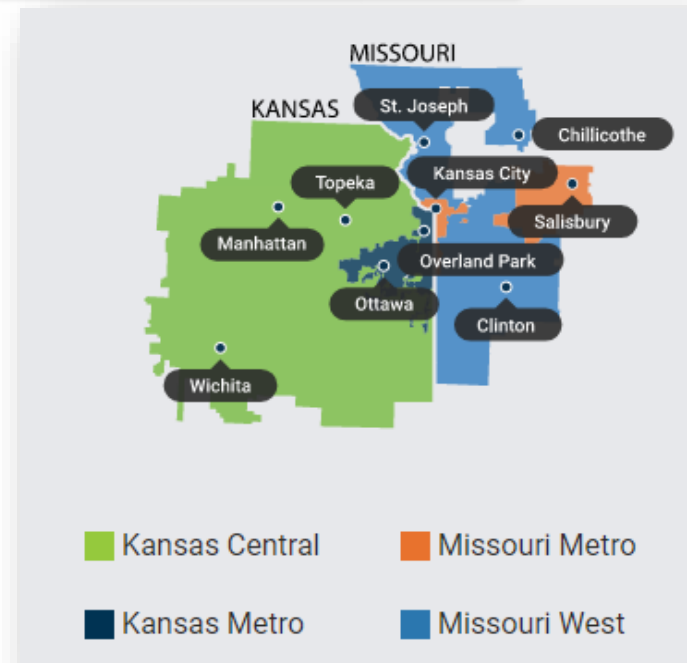 MISSOURI
KANSAS
St. Joseph
Chillicothe
Kansas City
Topeka
Salisbury
Manhattan
Overland Park
Ottawa
Clinton
Wichita
Kansas Central
Missouri Metro
Kansas Metro
Missouri West